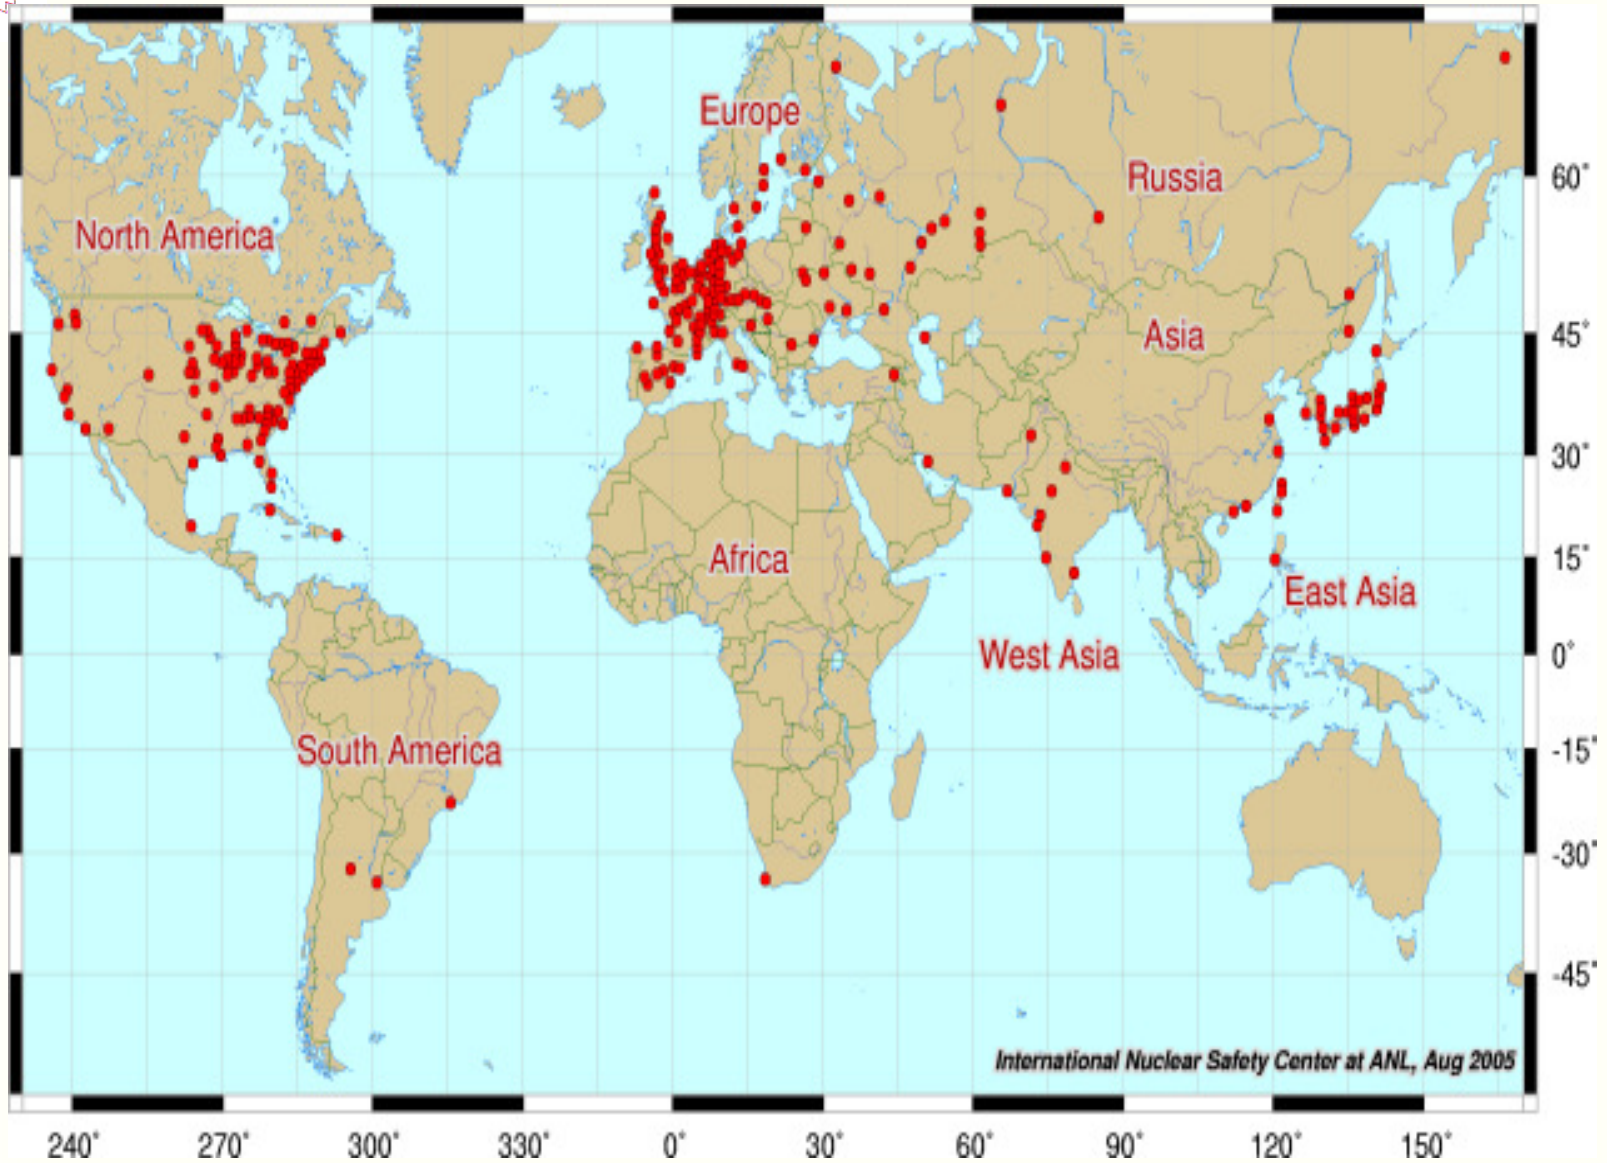 Europe
Russia
North America
Asia
Africa
East Asia
West Asia
South America
International Nuclear Safety Center at ANL, Aug 2005
60°
45°
30°
15°
0°
-15°
-30°
-45°
240° 270° 300° 330° 0° 30° 60° 90° 120° 150°